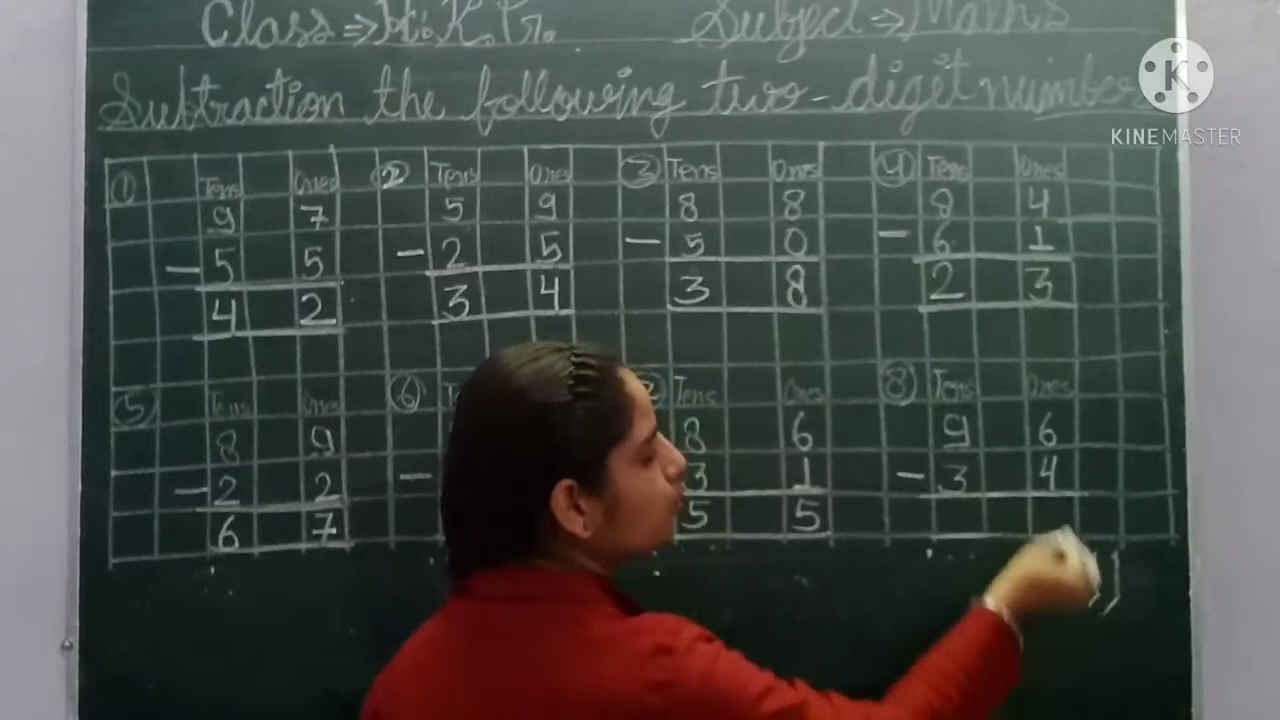 Class ⇒ H.K.G. Subject ⇒ Maths
Subtraction the following two-digit numbers
K
KINEMASTER
① Tens Ones ② Tens Ones ③ Tens Ones ④ Tens Ones
9 7 5 9 8 8 8 4
- 5 5 - 2 5 - 5 0 - 6 1
4 2 3 4 3 8 2 3
⑤ Tens Ones ⑥ Tens Ones ⑧ Tens Ones
8 9 8 6 9 6
- 2 2 - 3 1 - 3 4
6 7 5 5